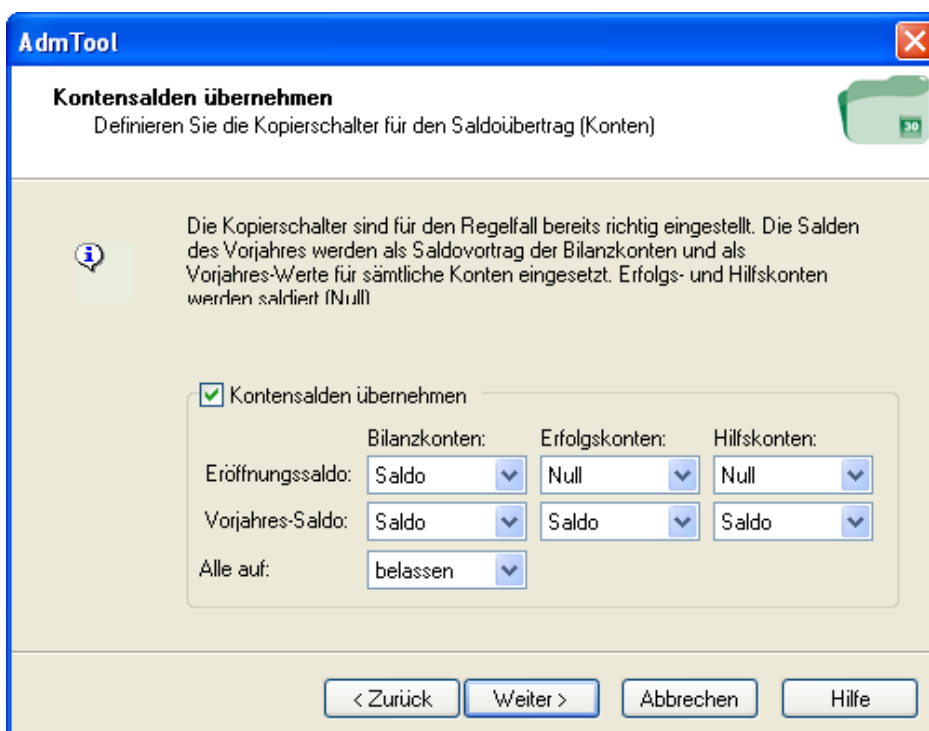 AdmTool
Kontensalden übernehmen
Definieren Sie die Kopierschalter für den Saldoübertrag (Konten)
30
Die Kopierschalter sind für den Regelfall bereits richtig eingestellt. Die Salden
des Vorjahres werden als Saldovortrag der Bilanzkonten und als
Vorjahres-Werte für sämtliche Konten eingesetzt. Erfolgs- und Hilfskonten
werden saldiert (Null)
Kontensalden übernehmen
Bilanzkonten: Erfolgskonten: Hilfskonten:
Eröffnungssaldo: Saldo Null Null
Vorjahres-Saldo: Saldo Saldo Saldo
Alle auf: belassen
< Zurück Weiter > Abbrechen Hilfe